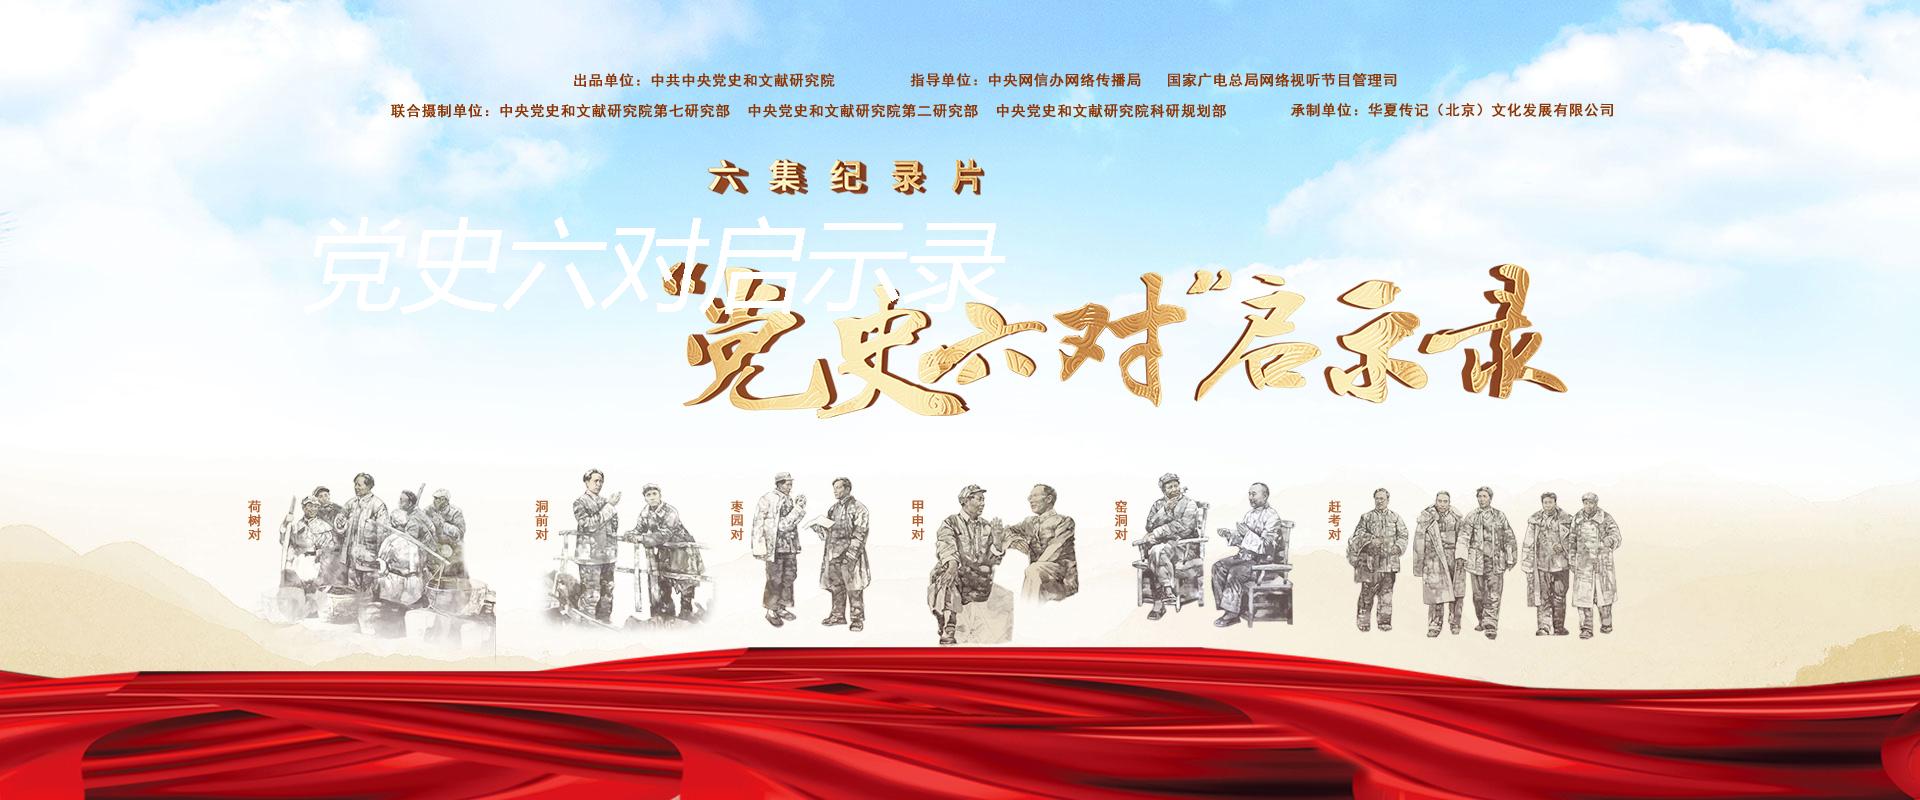 出品单位：中共中央党史和文献研究院 指导单位：中央网信办网络传播局 国家广电总局网络视听节目管理司
联合摄制单位：中央党史和文献研究院第七研究部 中央党史和文献研究院第二研究部 中央党史和文献研究院科研规划部 承制单位：华夏传记（北京）文化发展有限公司
六集纪录片
党史六对启示录
“党史六对”启示录
荷树对
洞前对
枣园对
甲申对
窑洞对
赶考对